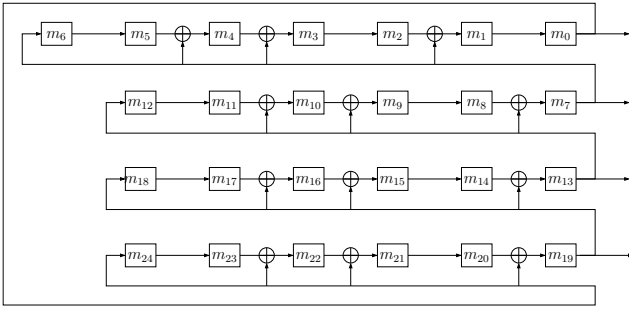 m₆ m₅ m₄ m₃ m₂ m₁ m₀
m₁₂ m₁₁ m₁₀ m₉ m₈ m₇
m₁₈ m₁₇ m₁₆ m₁₅ m₁₄ m₁₃
m₂₄ m₂₃ m₂₂ m₂₁ m₂₀ m₁₉